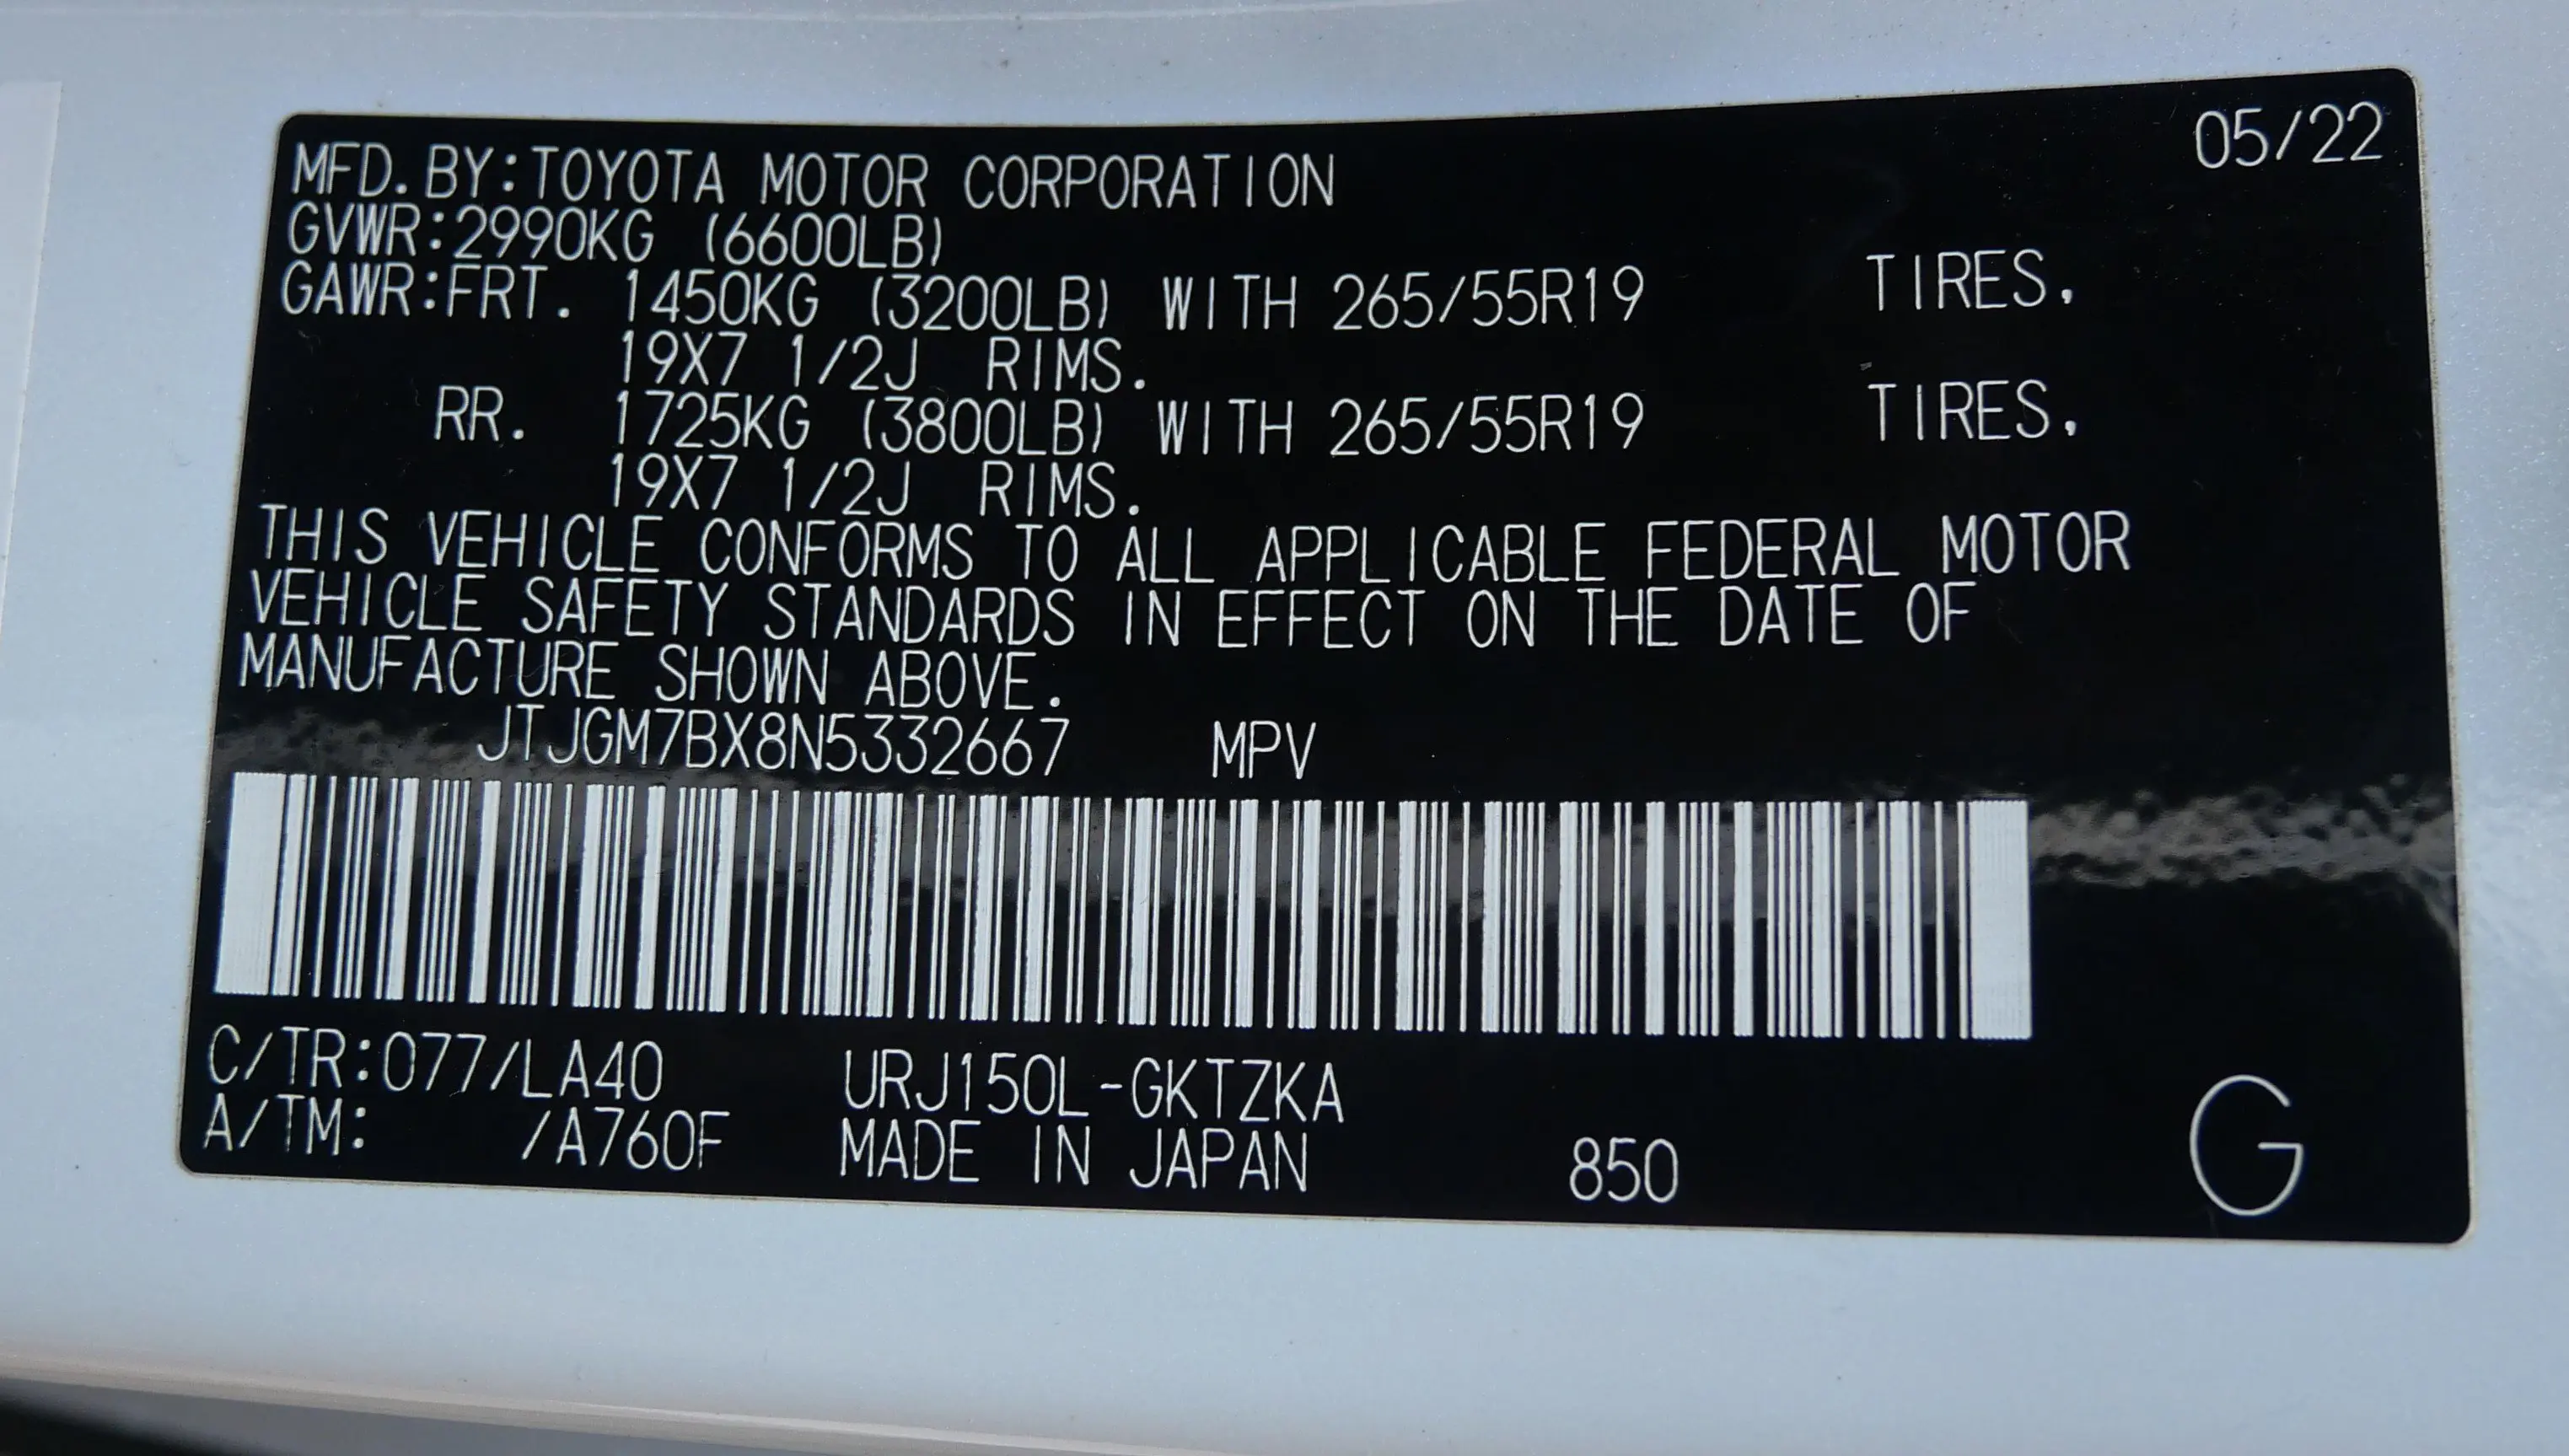 05/22
MFD.BY:TOYOTA MOTOR CORPORATION
GVWR:2990KG (6600LB)
GAWR:FRT. 1450KG (3200LB) WITH 265/55R19 TIRES,
19X7 1/2J RIMS.
RR. 1725KG (3800LB) WITH 265/55R19 TIRES,
19X7 1/2J RIMS.
THIS VEHICLE CONFORMS TO ALL APPLICABLE FEDERAL MOTOR
VEHICLE SAFETY STANDARDS IN EFFECT ON THE DATE OF
MANUFACTURE SHOWN ABOVE.
JTJGM7BX8N5332667 MPV
C/TR:077/LA40 URJ150L-GKTZKA
A/TM: /A760F MADE IN JAPAN 850 G